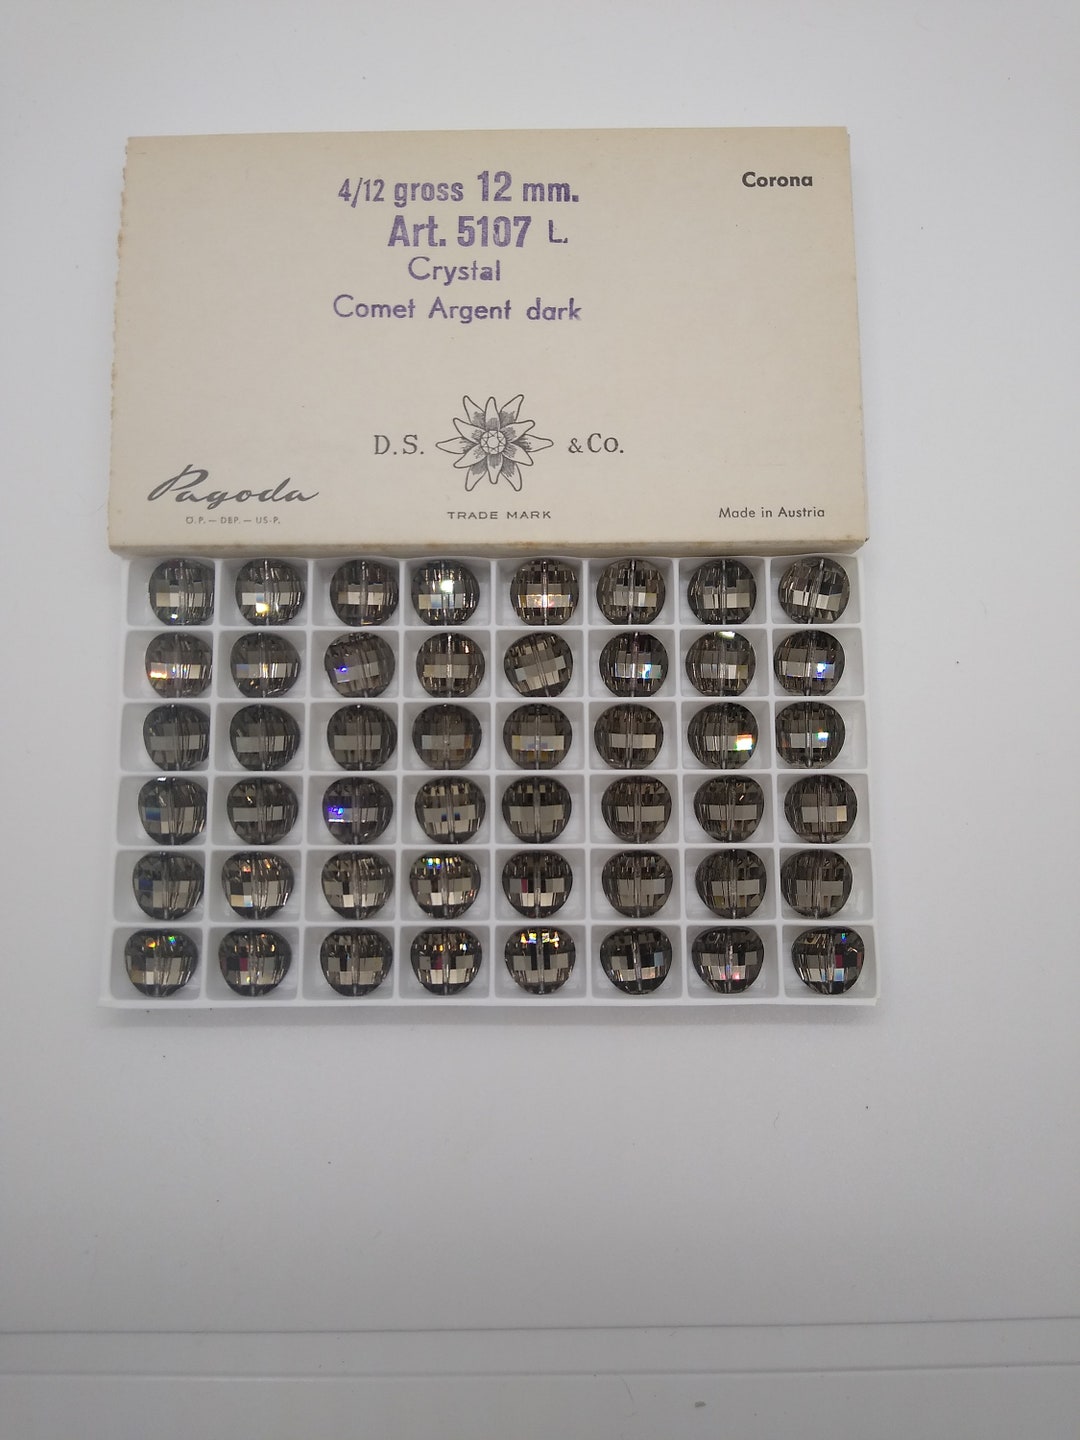 Corona
4/12 gross 12 mm.
Art. 5107 L.
Crystal
Comet Argent dark
D.S. & Co.
TRADE MARK
Pagoda
Ö.P. — DBP. — US-P.
Made in Austria